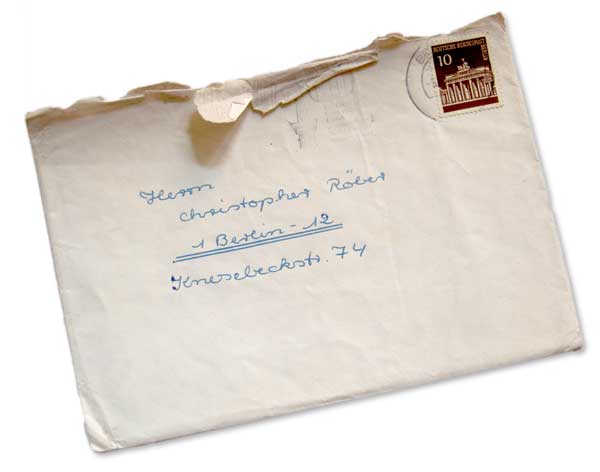 DEUTSCHE BUNDESPOST
BERLIN
10
Herrn
Christopher Röber
1 Berlin-12
Knesebeckstr. 74